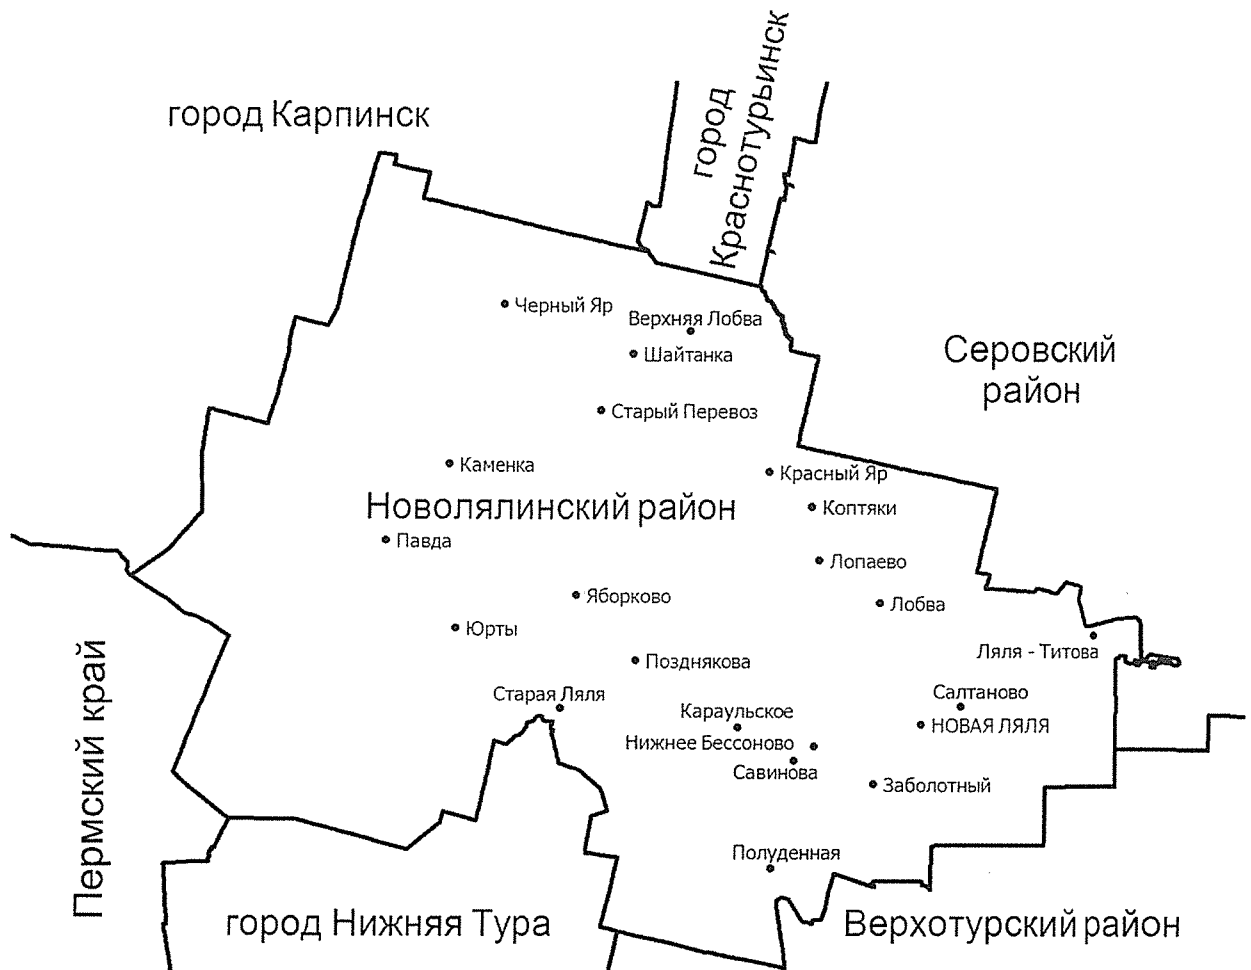 город Карпинск
город
Краснотурьинск
Черный Яр
Верхняя Лобва
Шайтанка
Серовский
район
Старый Перевоз
Каменка
Красный Яр
Новолялинский район
Коптяки
Павда
Лопаево
Яборково
Лобва
Юрты
Ляля - Титова
Позднякова
Пермский край
Старая Ляля
Салтаново
Караульское
НОВАЯ ЛЯЛЯ
Нижнее Бессоново
Савинова
Заболотный
Полуденная
город Нижняя Тура
Верхотурский район